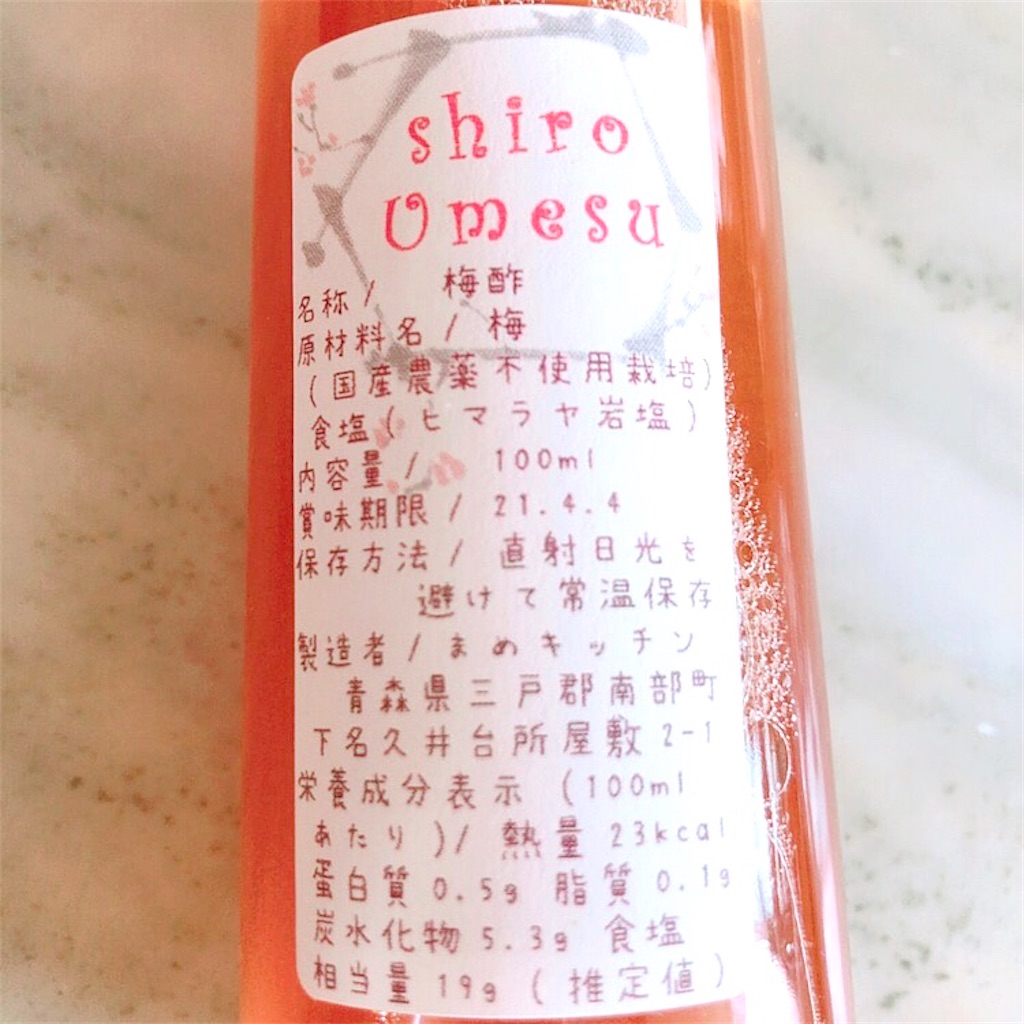 shiro
Umesu
名称/ 梅酢
原材料名/梅
(国産農薬不使用栽培)
食塩(ヒマラヤ岩塩)
内容量/ 100ml
賞味期限/ 21.4.4
保存方法/ 直射日光を
避けて常温保存
製造者/まめキッチン
青森県三戸郡南部町
下名久井台所屋敷2-1
栄養成分表示 (100ml
あたり)/ 熱量 23kcal
蛋白質 0.5g 脂質 0.1g
炭水化物 5.3g 食塩
相当量 19g (推定値)